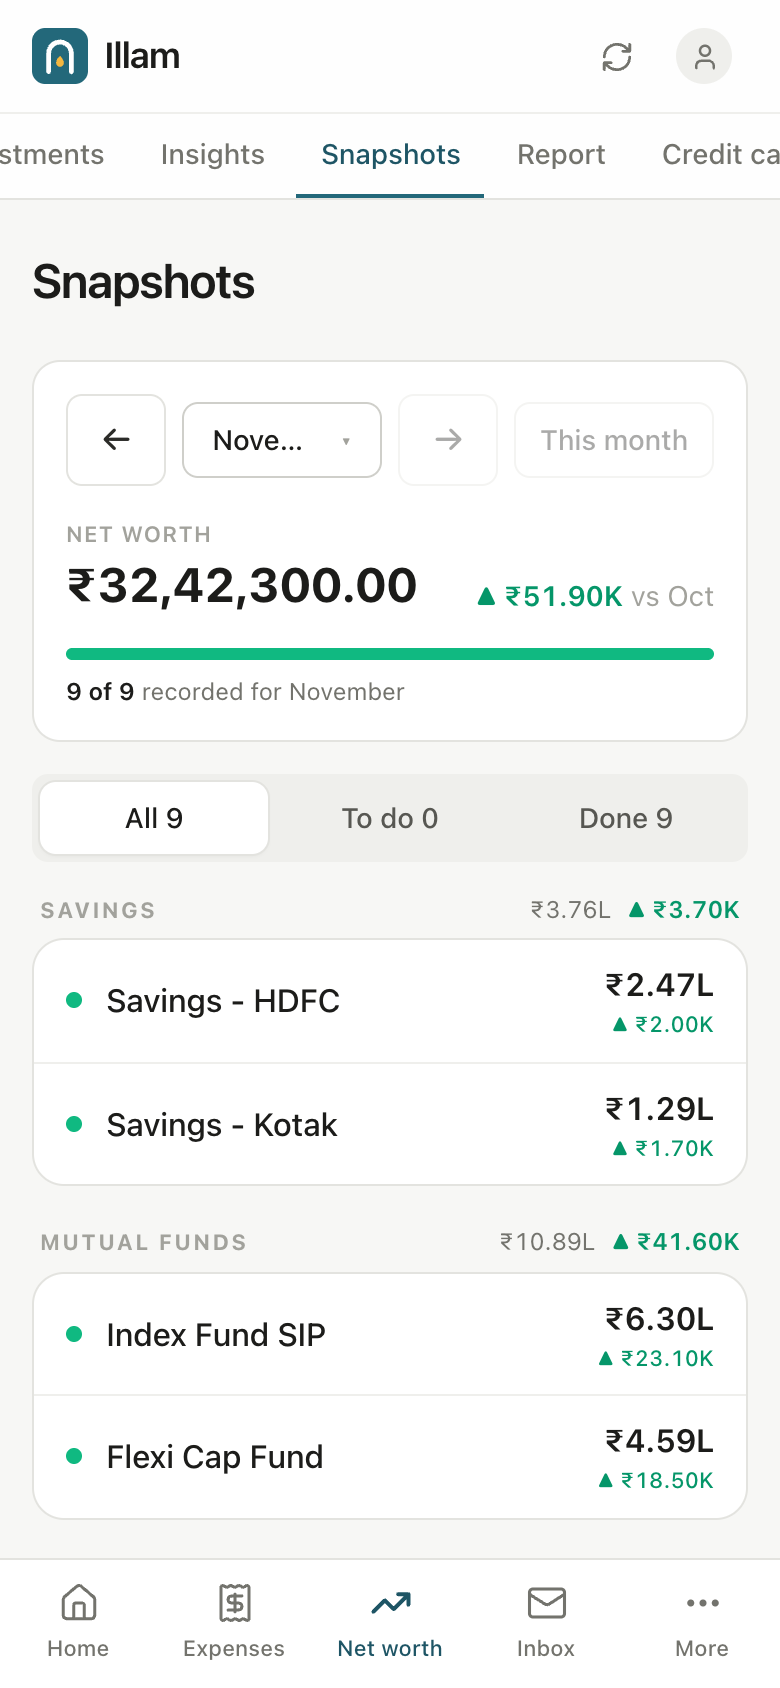 Illam
stments Insights Snapshots Report Credit ca
Snapshots
← Nove... ▾ → This month
NET WORTH
₹32,42,300.00 ▲ ₹51.90K vs Oct
9 of 9 recorded for November
All 9 To do 0 Done 9
SAVINGS ₹3.76L ▲ ₹3.70K
Savings - HDFC ₹2.47L
▲ ₹2.00K
Savings - Kotak ₹1.29L
▲ ₹1.70K
MUTUAL FUNDS ₹10.89L ▲ ₹41.60K
Index Fund SIP ₹6.30L
▲ ₹23.10K
Flexi Cap Fund ₹4.59L
▲ ₹18.50K
Home Expenses Net worth Inbox More